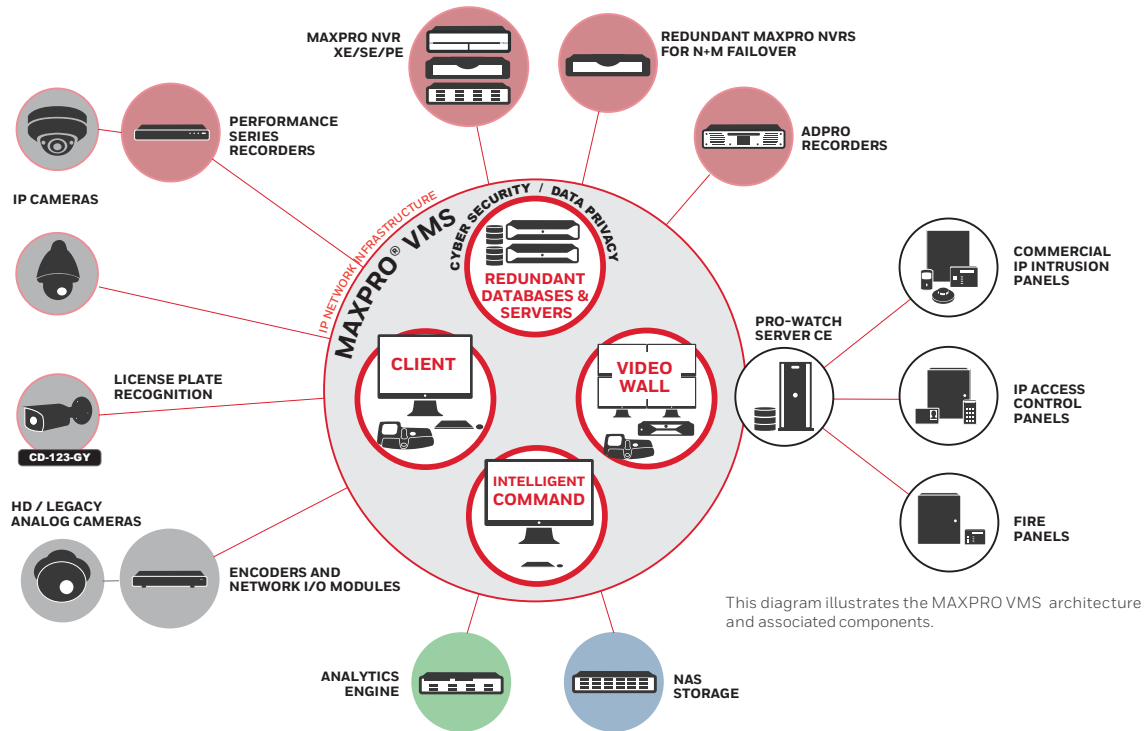 MAXPRO NVR
XE/SE/PE
REDUNDANT MAXPRO NVRS
FOR N+M FAILOVER
PERFORMANCE
SERIES
RECORDERS
ADPRO
RECORDERS
IP CAMERAS
IP NETWORK INFRASTRUCTURE
MAXPRO® VMS
CYBER SECURITY / DATA PRIVACY
REDUNDANT
DATABASES &
SERVERS
COMMERCIAL
IP INTRUSION
PANELS
PRO-WATCH
SERVER CE
CLIENT
VIDEO
WALL
LICENSE PLATE
RECOGNITION
IP ACCESS
CONTROL
PANELS
CD-123-GY
INTELLIGENT
COMMAND
HD / LEGACY
ANALOG CAMERAS
FIRE
PANELS
ENCODERS AND
NETWORK I/O MODULES
This diagram illustrates the MAXPRO VMS architecture
and associated components.
ANALYTICS
ENGINE
NAS
STORAGE